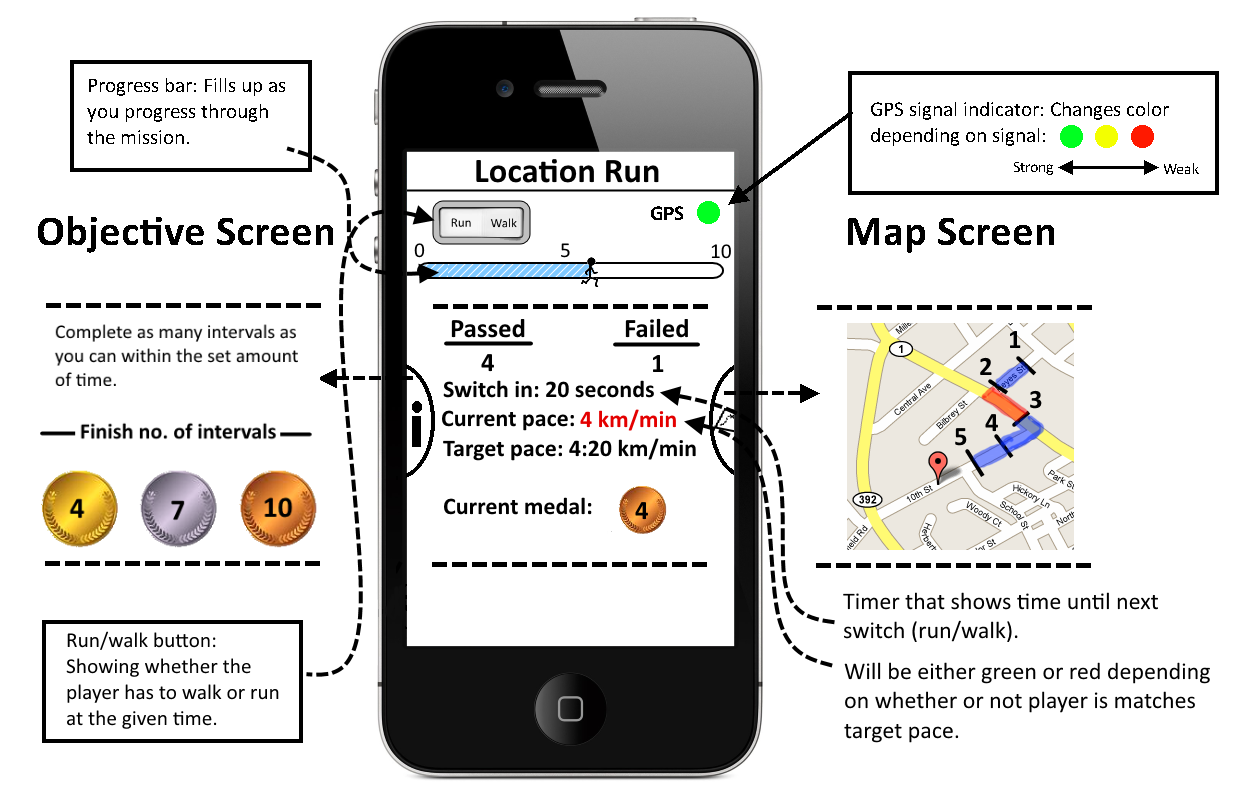 Progress bar: Fills up as
you progress through
the mission.
Objective Screen
Complete as many intervals as
you can within the set amount
of time.
Finish no. of intervals
4
7
10
Run/walk button:
Showing whether the
player has to walk or run
at the given time.
Location Run
Run
Walk
GPS
0
5
10
Passed
Failed
4
1
Switch in: 20 seconds
Current pace: 4 km/min
Target pace: 4:20 km/min
i
Current medal:
4
GPS signal indicator: Changes color
depending on signal:
Strong
Weak
Map Screen
1
1
2
3
4
5
Central Ave
Bilbrey St
10th St
392
Hickory Ln
School St
Woody Ct
Park St
Timer that shows time until next
switch (run/walk).
Will be either green or red depending
on whether or not player is matches
target pace.